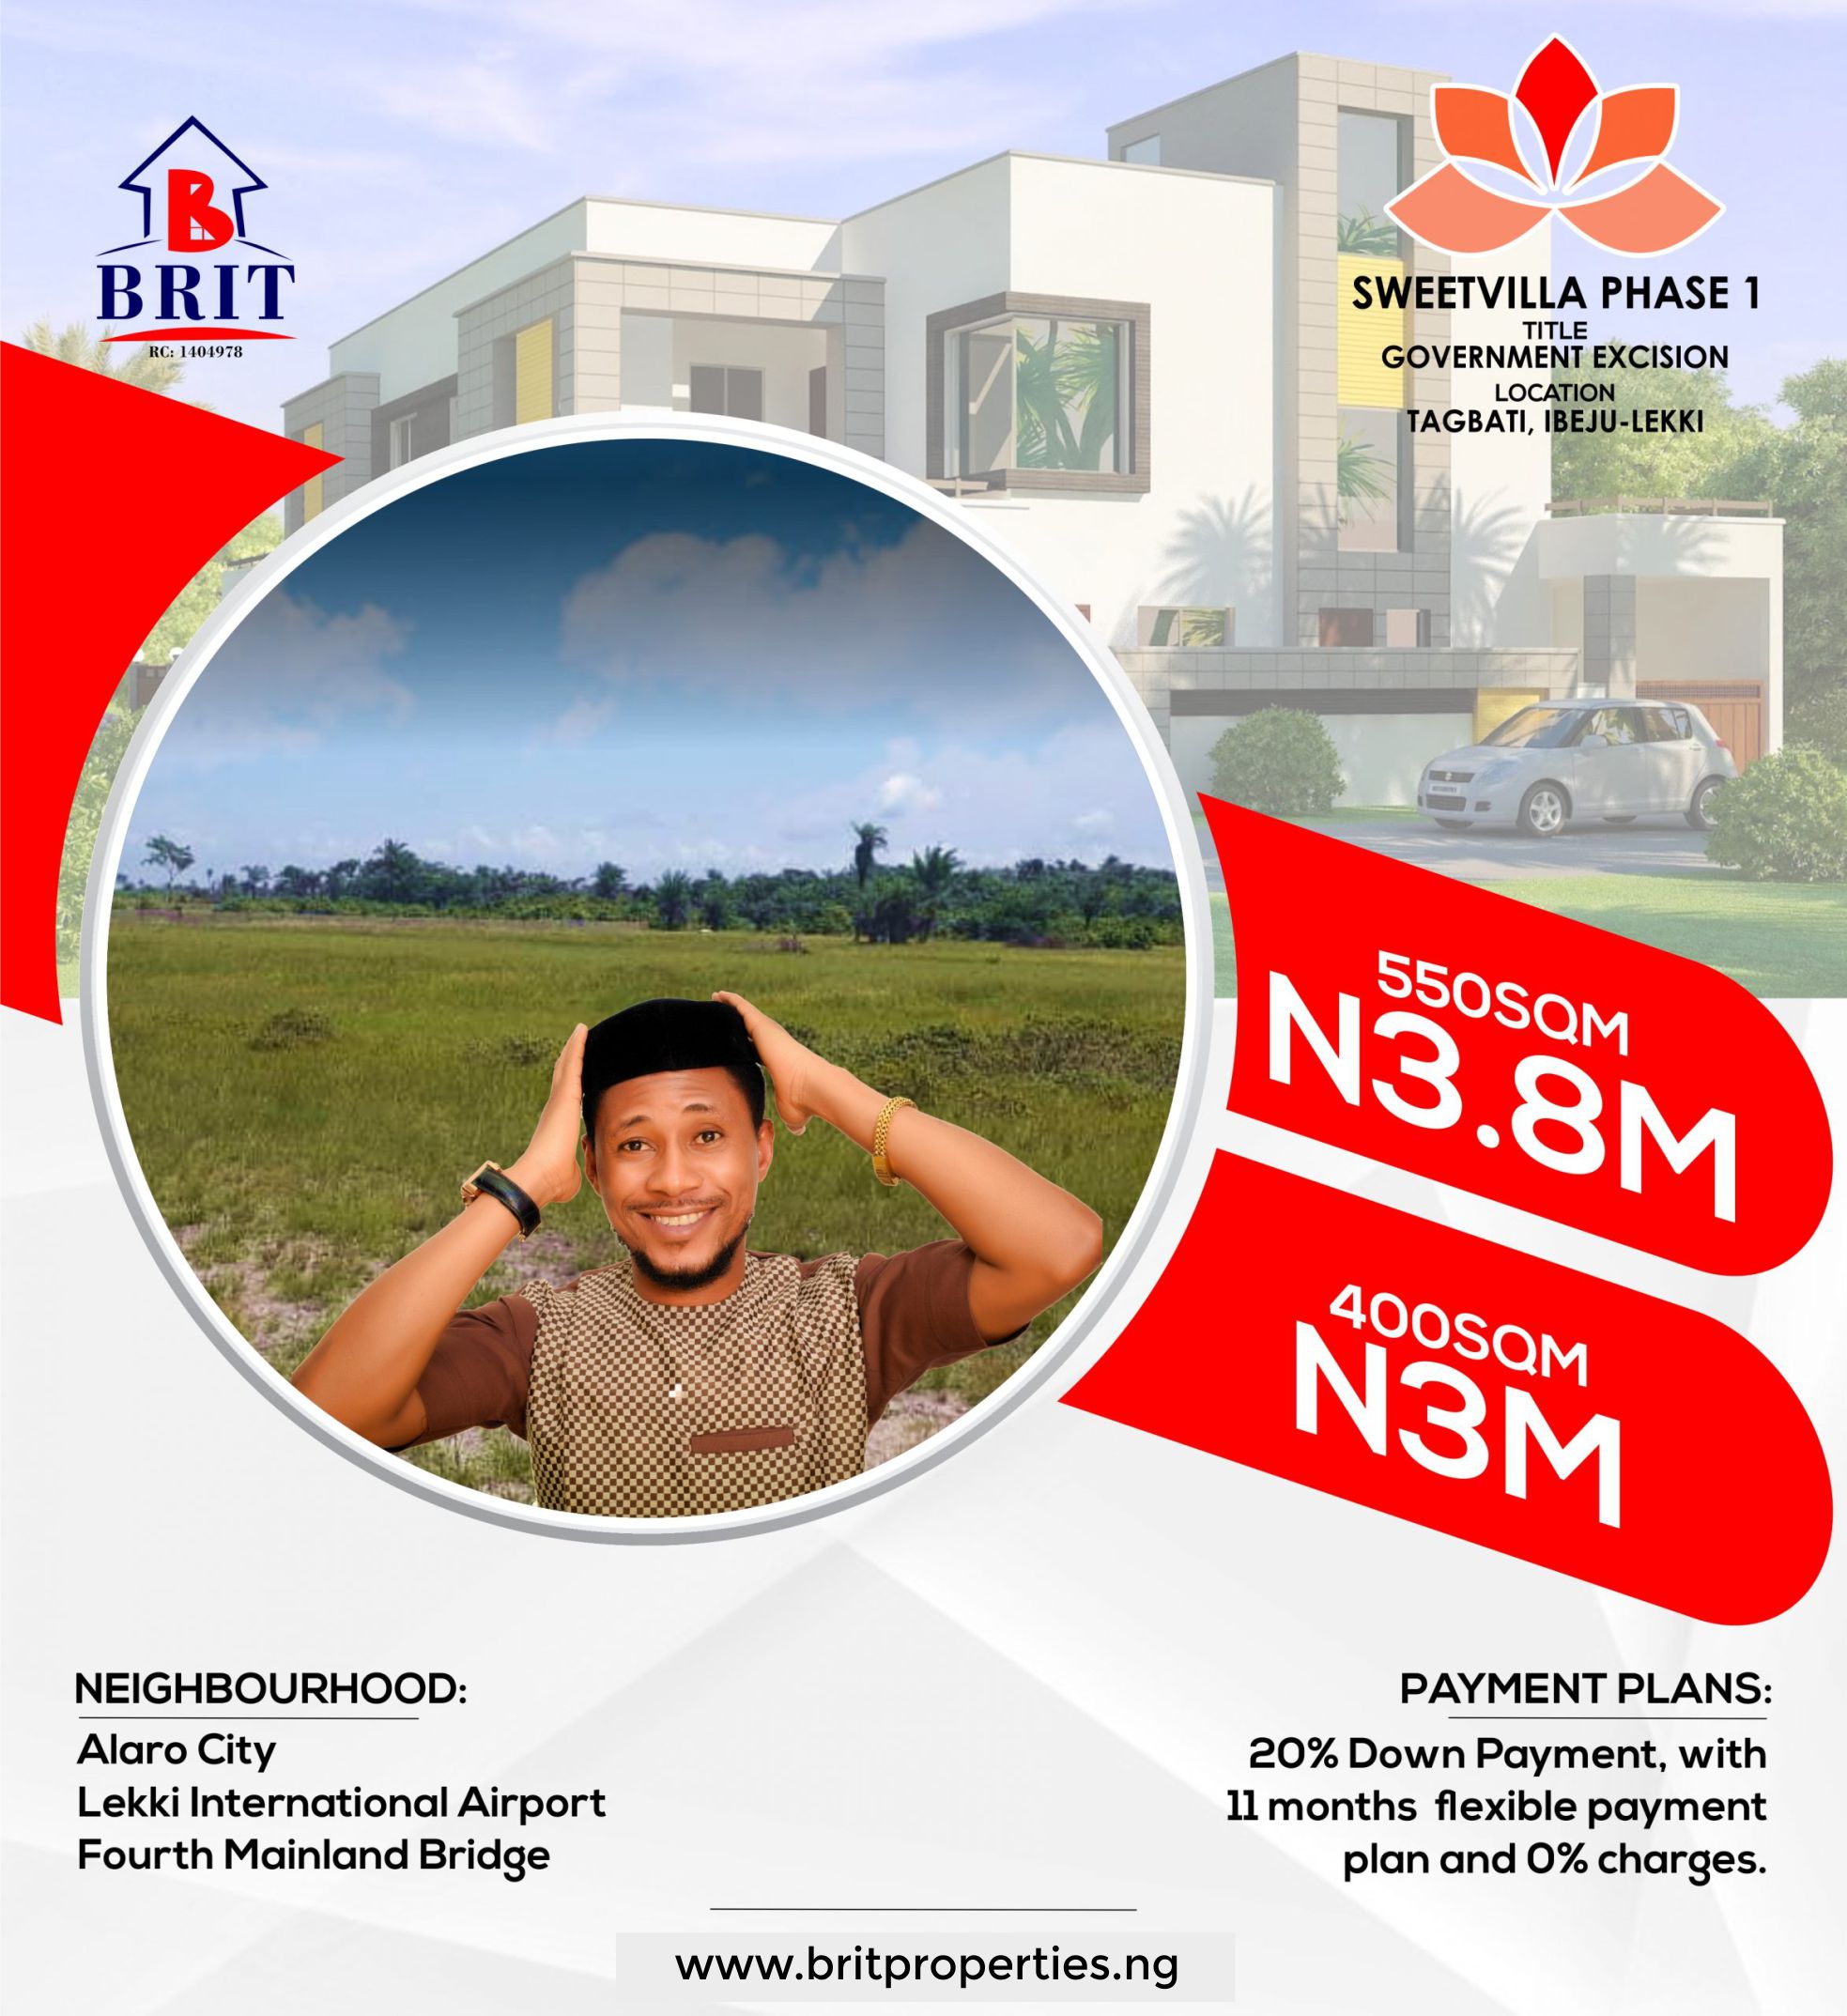 B
BRIT
RC: 1404978
SWEETVILLA PHASE 1
TITLE
GOVERNMENT EXCISION
LOCATION
TAGBATI, IBEJU-LEKKI
550SQM
N3.8M
400SQM
N3M
NEIGHBOURHOOD:
Alaro City
Lekki International Airport
Fourth Mainland Bridge
PAYMENT PLANS:
20% Down Payment, with
11 months flexible payment
plan and 0% charges.
www.britproperties.ng